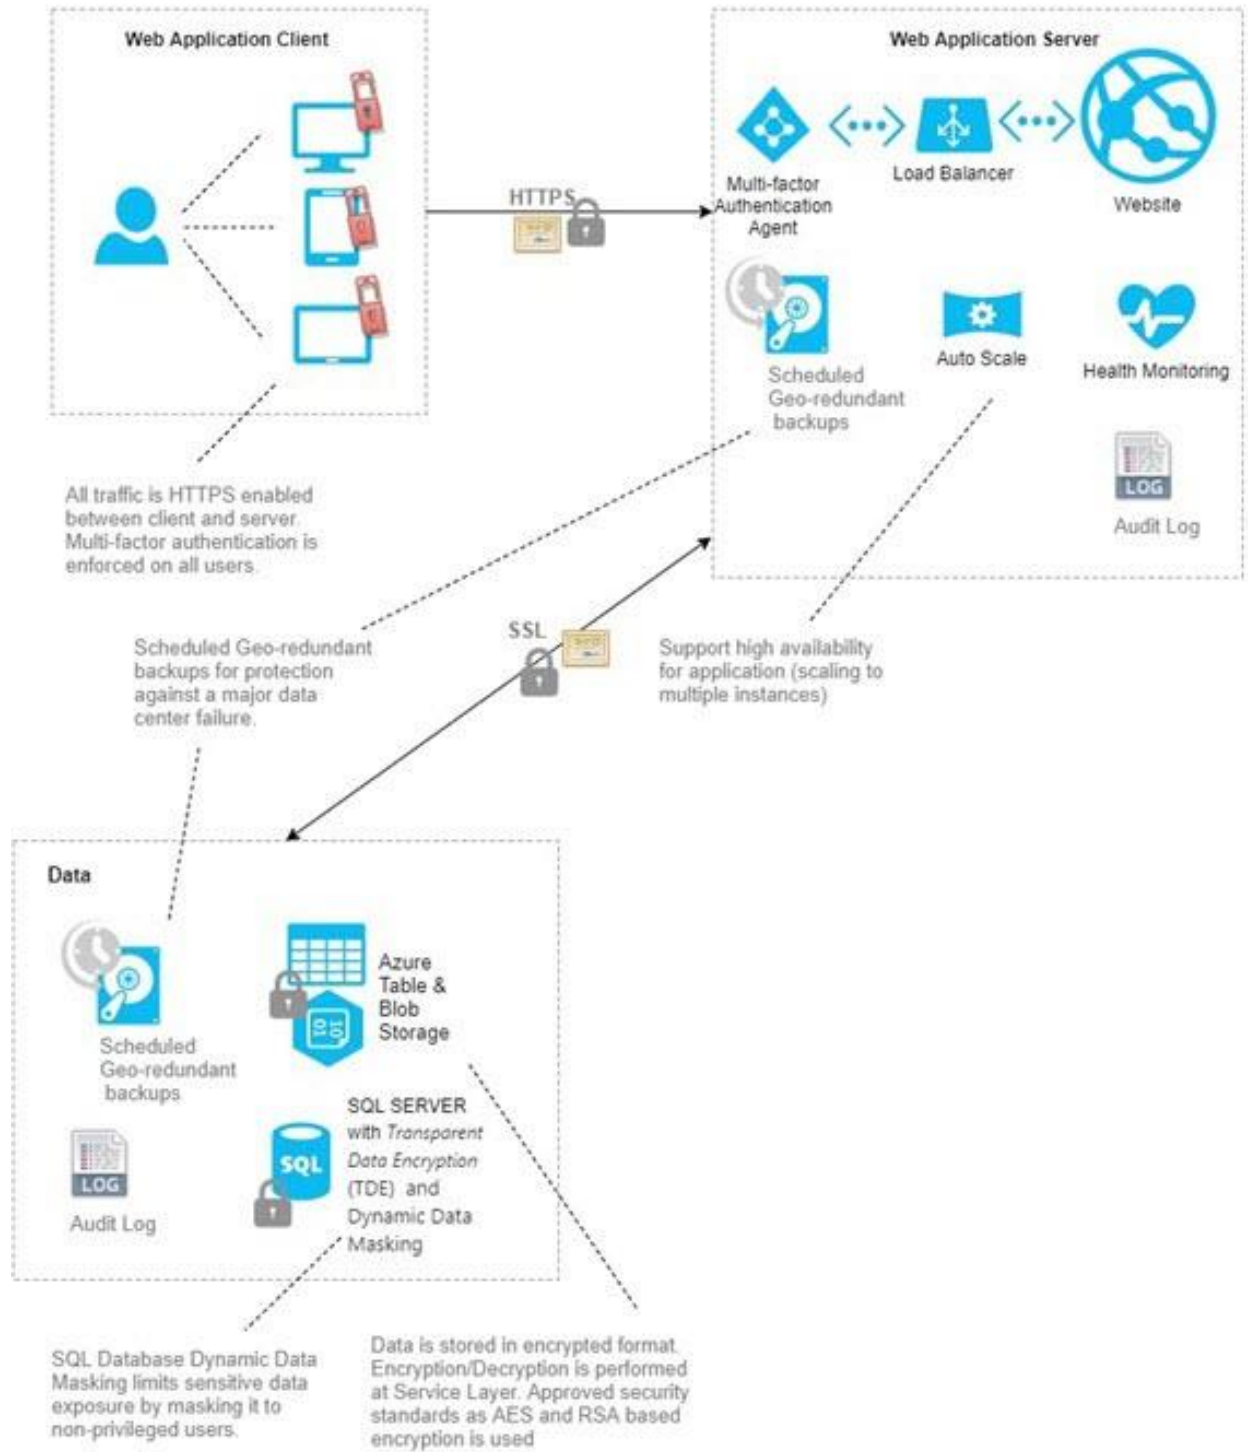 Web Application Client
Web Application Server
Multi-factor
Authentication
Agent
Load Balancer
Website
HTTPS
Scheduled
Geo-redundant
backups
Auto Scale
Health Monitoring
LOG
Audit Log
All traffic is HTTPS enabled
between client and server.
Multi-factor authentication is
enforced on all users.
Scheduled Geo-redundant
backups for protection
against a major data
center failure.
SSL
Support high availability
for application (scaling to
multiple instances)
Data
Scheduled
Geo-redundant
backups
10
01
Azure
Table &
Blob
Storage
LOG
Audit Log
SQL
SQL SERVER
with Transparent
Data Encryption
(TDE) and
Dynamic Data
Masking
SQL Database Dynamic Data
Masking limits sensitive data
exposure by masking it to
non-privileged users.
Data is stored in encrypted format.
Encryption/Decryption is performed
at Service Layer. Approved security
standards as AES and RSA based
encryption is used